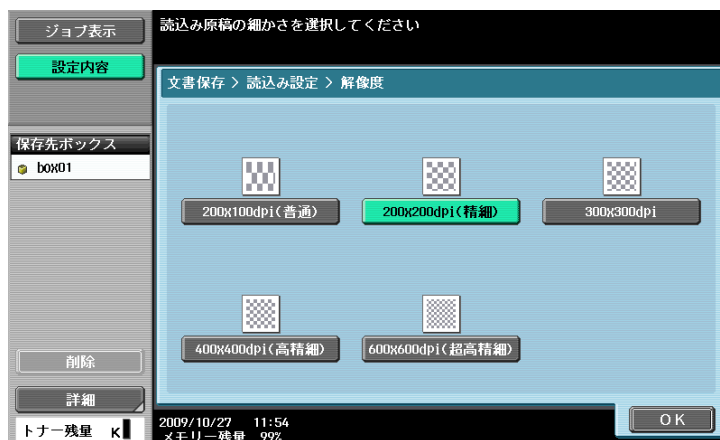 ジョブ表示
設定内容
読込み原稿の細かさを選択してください
文書保存 > 読込み設定 > 解像度
保存先ボックス
box01
200x100dpi(普通)
200x200dpi(精細)
300x300dpi
400x400dpi(高精細)
600x600dpi(超高精細)
削除
詳細
トナー残量 K
2009/10/27 11:54
メモリー残量 99%
OK